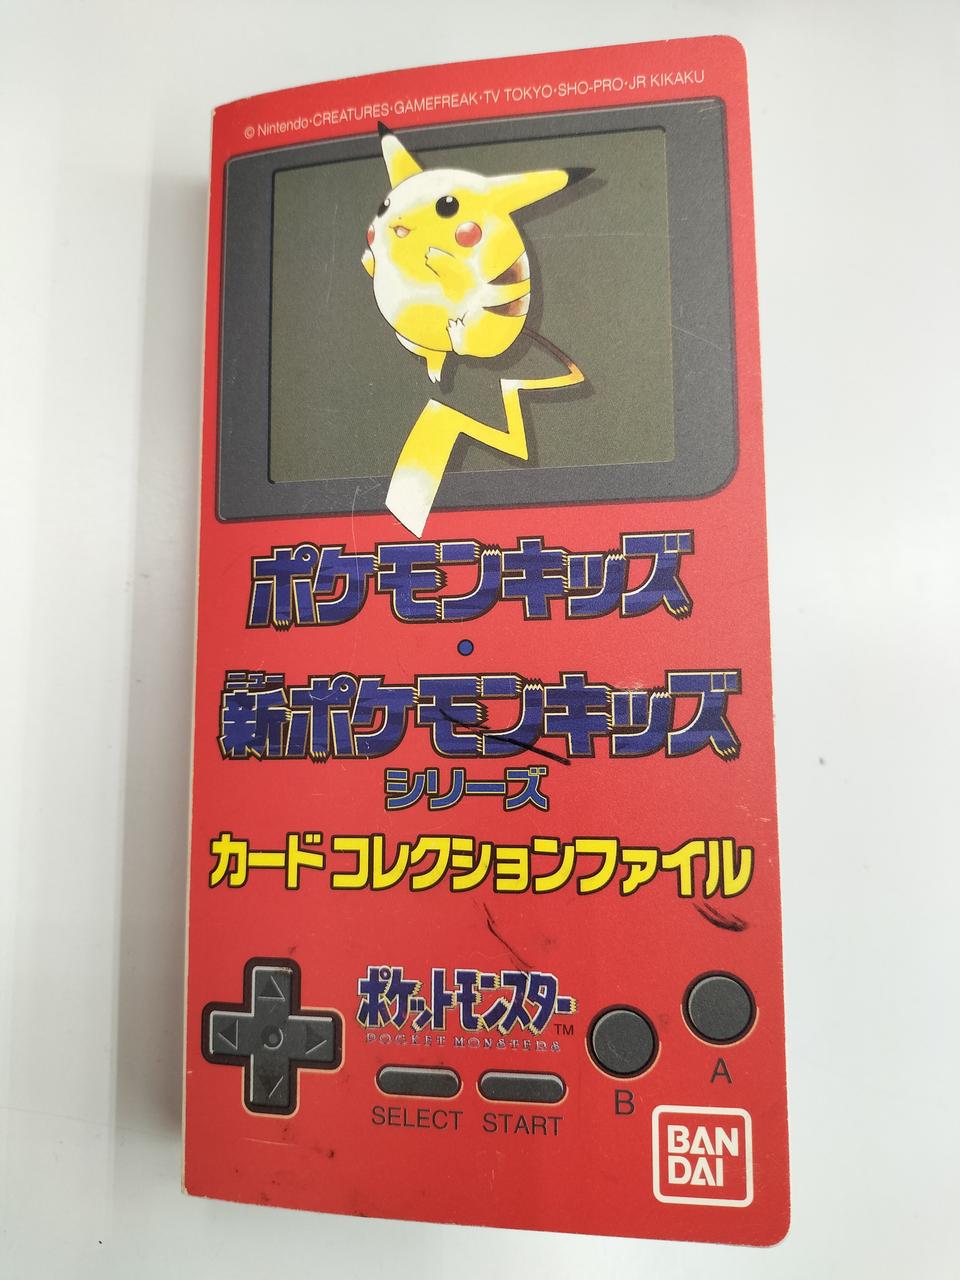 © Nintendo·CREATURES·GAMEFREAK·TV TOKYO·SHO-PRO·JR KIKAKU
ポケモンキッズ
・
ニュー
新ポケモンキッズ
シリーズ
カードコレクションファイル
ポケットモンスター™
POCKET MONSTERS
SELECT START B A
BAN
DAI